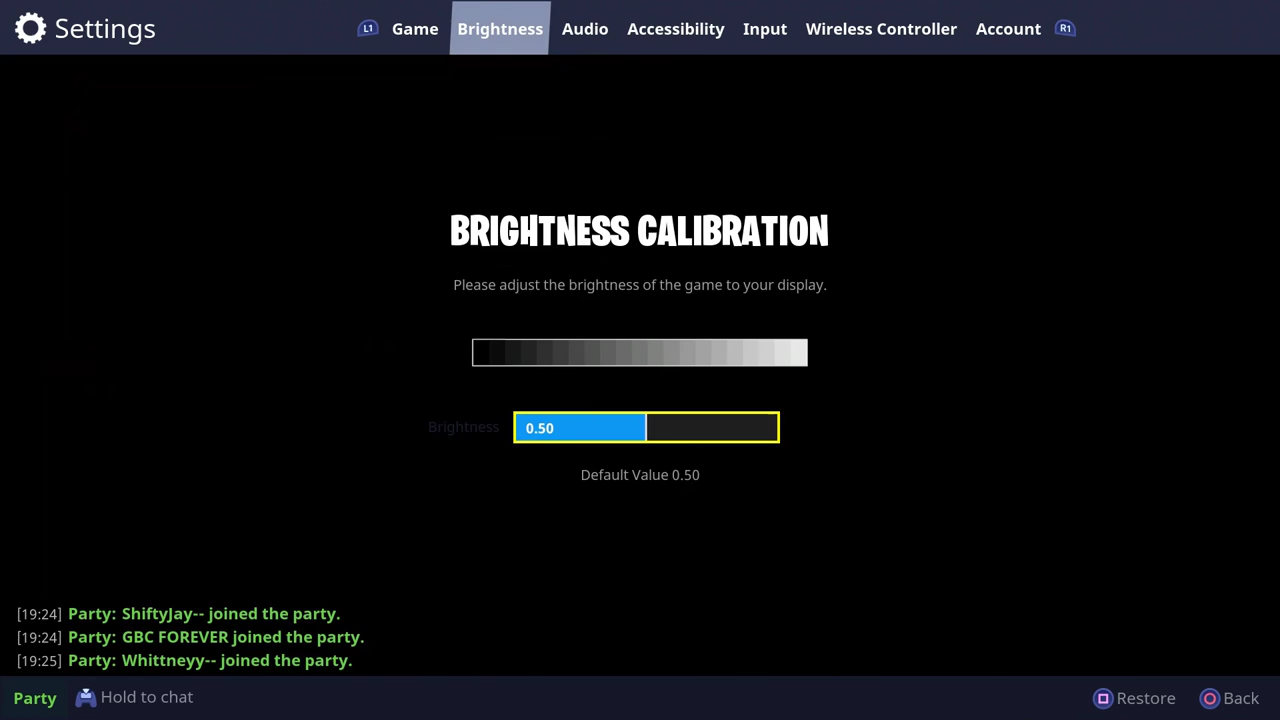 Settings L1 Game Brightness Audio Accessibility Input Wireless Controller Account R1
BRIGHTNESS CALIBRATION
Please adjust the brightness of the game to your display.
Brightness 0.50
Default Value 0.50
[19:24] Party: ShiftyJay-- joined the party.
[19:24] Party: GBC FOREVER joined the party.
[19:25] Party: Whittneyy-- joined the party.
Party Hold to chat Restore Back